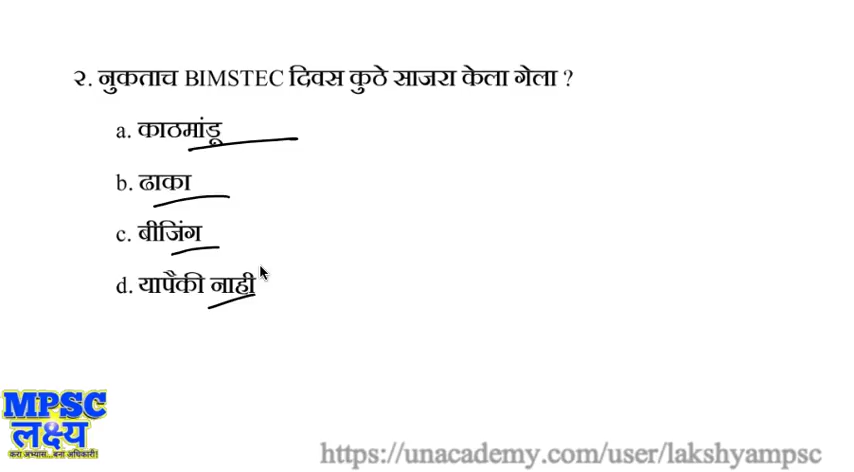 २. नुकताच BIMSTEC दिवस कुठे साजरा केला गेला ?
a. काठमांडू
b. ढाका
c. बीजिंग
d. यापैकी नाही
MPSC
लक्ष्य
करा अभ्यास...बना अधिकारी!
https://unacademy.com/user/lakshyampsc